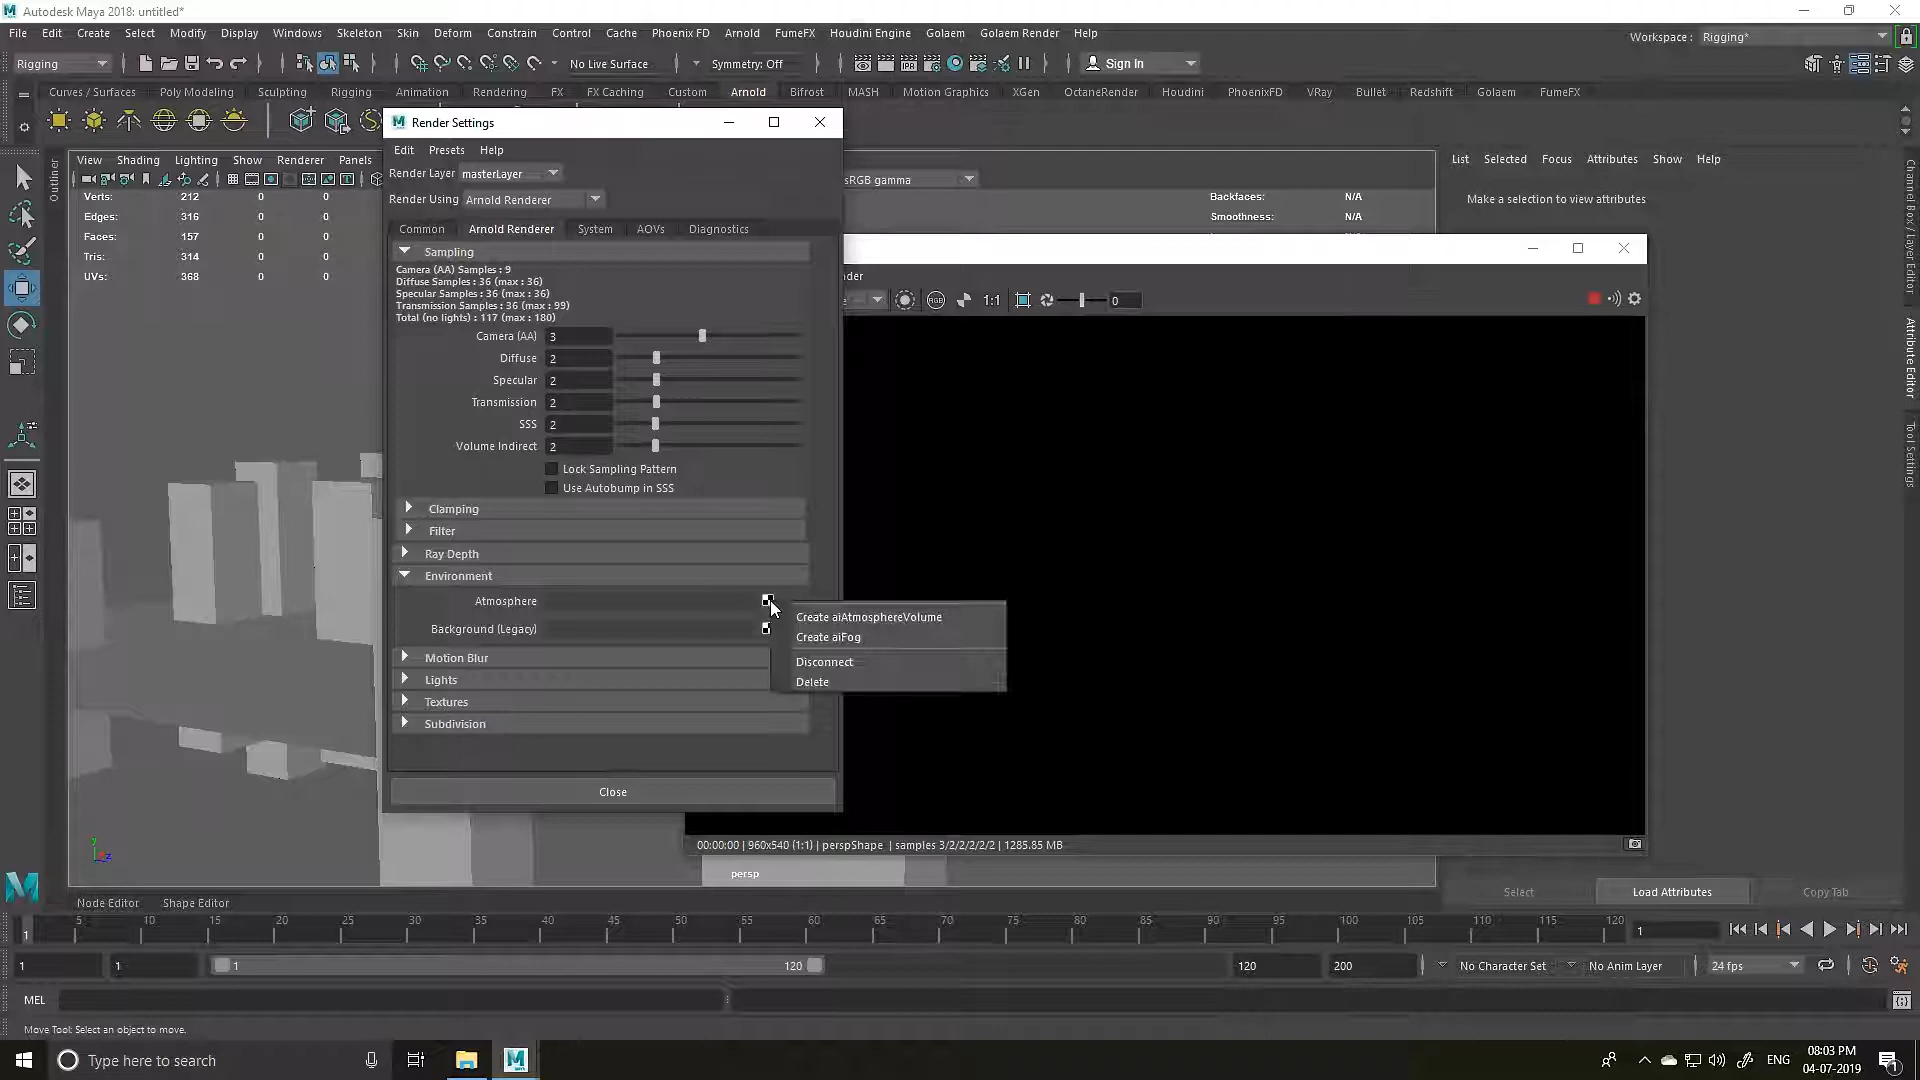 Autodesk Maya 2018: untitled*
File Edit Create Select Modify Display Windows Skeleton Skin Deform Constrain Control Cache Phoenix FD Arnold FumeFX Houdini Engine Golaem Golaem Render Help
Workspace : Rigging*
Rigging No Live Surface Symmetry: Off Sign In
Curves / Surfaces Poly Modeling Sculpting Rigging Animation Rendering FX FX Caching Custom Arnold Bifrost MASH Motion Graphics XGen OctaneRender Houdini PhoenixFD VRay Bullet Redshift Golaem FumeFX
Render Settings
Edit Presets Help
Render Layer masterLayer
Render Using Arnold Renderer
Common Arnold Renderer System AOVs Diagnostics
Sampling
Camera (AA) Samples : 9
Diffuse Samples : 36 (max : 36)
Specular Samples : 36 (max : 36)
Transmission Samples : 36 (max : 99)
Total (no lights) : 117 (max : 180)
Camera (AA) 3
Diffuse 2
Specular 2
Transmission 2
SSS 2
Volume Indirect 2
Lock Sampling Pattern
Use Autobump in SSS
Clamping
Filter
Ray Depth
Environment
Atmosphere
Background (Legacy)
Motion Blur
Lights
Textures
Subdivision
Close
Create aiAtmosphereVolume
Create aiFog
Disconnect
Delete
Outliner
View Shading Lighting Show Renderer Panels
Verts: 212 0 0
Edges: 316 0 0
Faces: 157 0 0
Tris: 314 0 0
UVs: 368 0 0
sRGB gamma
Backfaces: N/A
Smoothness: N/A
der
RGB 1:1 0
00:00:00 | 960x540 (1:1) | perspShape | samples 3/2/2/2/2/2 | 1285.85 MB
persp
y
z
List Selected Focus Attributes Show Help
Make a selection to view attributes
Channel Box / Layer Editor
Attribute Editor
Tool Settings
Select Load Attributes Copy Tab
Node Editor Shape Editor
5 10 15 20 25 30 35 40 45 50 55 60 65 70 75 80 85 90 95 100 105 110 115 120
1 1
1 1 1 120 120 200 No Character Set No Anim Layer 24 fps
MEL
Move Tool: Select an object to move.
Type here to search
ENG
08:03 PM
04-07-2019
1